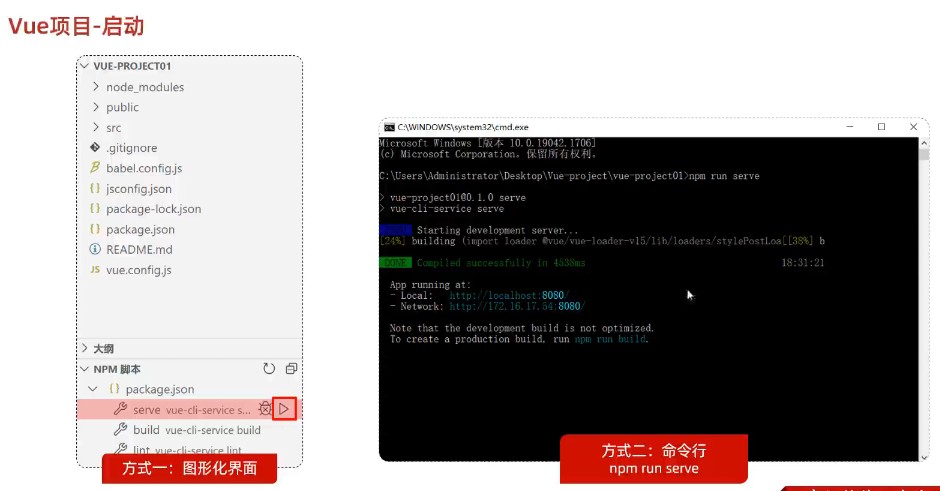 Vue项目-启动
VUE-PROJECT01
node_modules
public
src
.gitignore
babel.config.js
jsconfig.json
package-lock.json
package.json
README.md
JS vue.config.js
大纲
NPM 脚本
package.json
serve vue-cli-service s...
build vue-cli-service build
lint vue-cli-service lint
方式一：图形化界面
C:\WINDOWS\system32\cmd.exe
Microsoft Windows [版本 10.0.19042.1706]
(c) Microsoft Corporation。保留所有权利。
C:\Users\Administrator\Desktop\Vue-project\vue-project01>npm run serve
> vue-project01@0.1.0 serve
> vue-cli-service serve
Starting development server...
[24%] building (import loader @vue/vue-loader-v15/lib/loaders/stylePostLoa[[38%] b
DONE Compiled successfully in 4538ms 18:31:21
App running at:
- Local: http://localhost:8080/
- Network: http://172.16.17.54:8080/
Note that the development build is not optimized.
To create a production build, run npm run build.
方式二：命令行
npm run serve